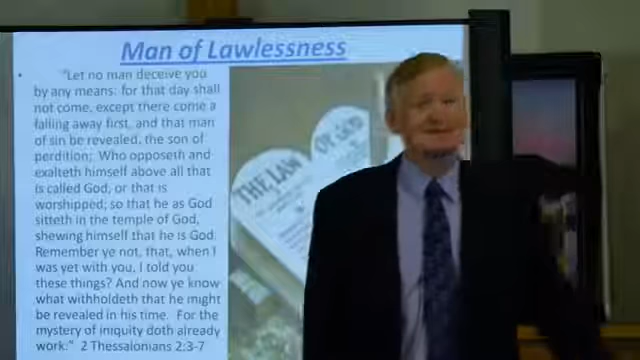 Man of Lawlessness
• "Let no man deceive you
by any means: for that day shall
not come, except there come a
falling away first, and that man
of sin be revealed, the son of
perdition; Who opposeth and
exalteth himself above all that
is called God, or that is
worshipped; so that he as God
sitteth in the temple of God,
shewing himself that he is God.
Remember ye not, that, when I
was yet with you, I told you
these things? And now ye know
what withholdeth that he might
be revealed in his time. For the
mystery of iniquity doth already
work:" 2 Thessalonians 2:3-7
THE LAW
OF GOD